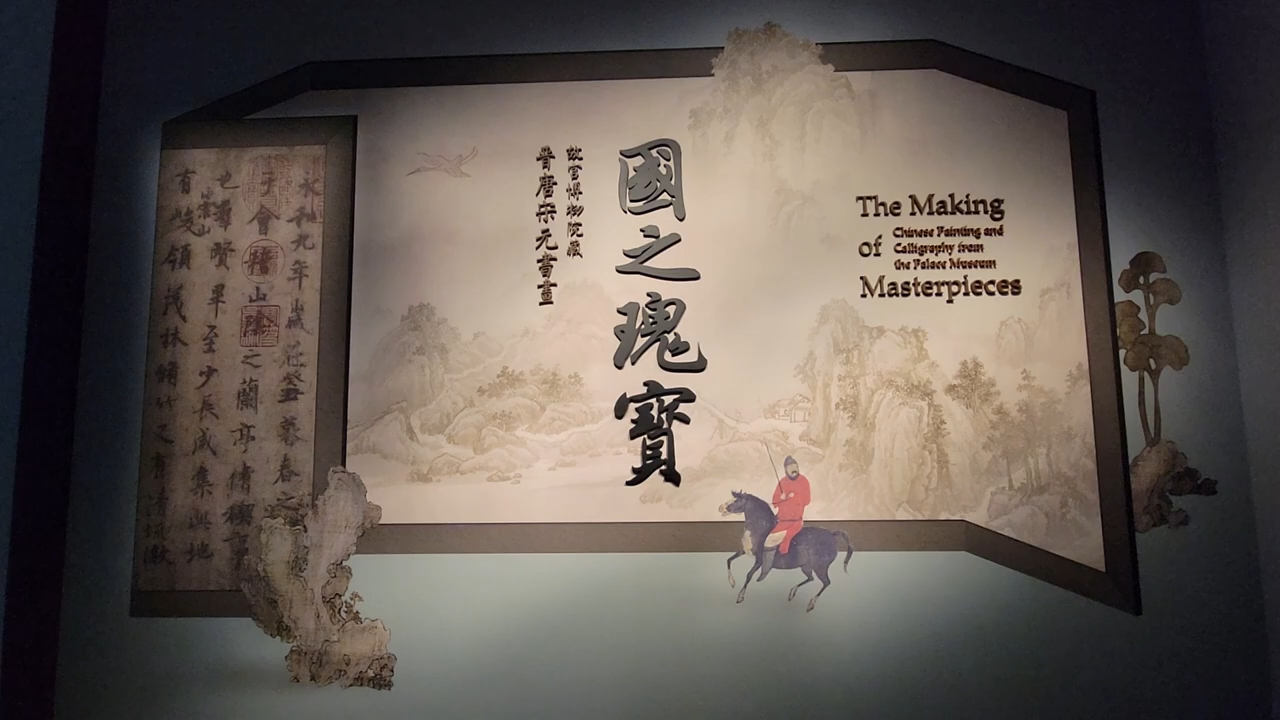 國之瑰寶
故宮博物院藏
晉唐宋元書畫
The Making
of
Chinese Painting and
Calligraphy from
the Palace Museum
Masterpieces
永和九年歲在癸丑暮春之
于會稽山陰之蘭亭脩稧事
也羣賢畢至少長咸集此地
有崇山峻領茂林脩竹又有清流激